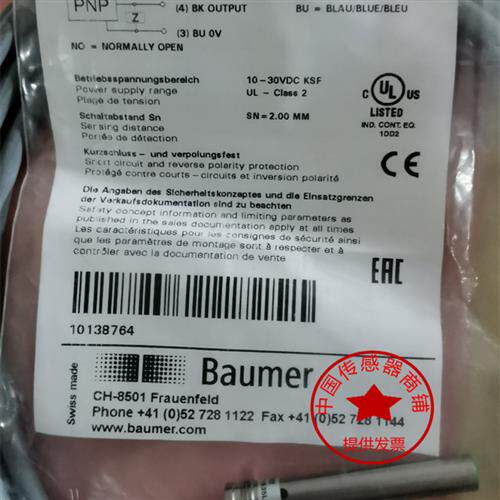 PNP
(4) BK OUTPUT
BU = BLAU/BLUE/BLEU
Z
(3) BU 0V
NO = NORMALLY OPEN
Betriebsspannungsbereich
10-30VDC KSF
Power supply range
UL - Class 2
Plage de tension
Schaltabstand Sn
SN=2.00 MM
Sensing distance
Portée de détection
C UL US
LISTED
IND. CONT. EQ.
1DD2
Kurzschluss- und verpolungsfest
Short circuit and reverse polarity protection
Protégé contre courts-circuits et inversion polarité
CE
Die Angaben des Sicherheitskonzeptes und die Einsatzgrenzen
der Verkaufsdokumentation sind zu beachten
Safety concept information and limiting parameters as
published in the sales documentation apply at all times
Les caractéristiques pour les consignes de sécurité ainsi
que les paramètres de montage sont à respecter et à
contrôler avec la documentation de vente
EAC
10138764
Swiss made
Baumer
CH-8501 Frauenfeld
Phone +41 (0)52 728 1122 Fax +41 (0)52 728 1144
www.baumer.com
中国传感器商铺
提供发票